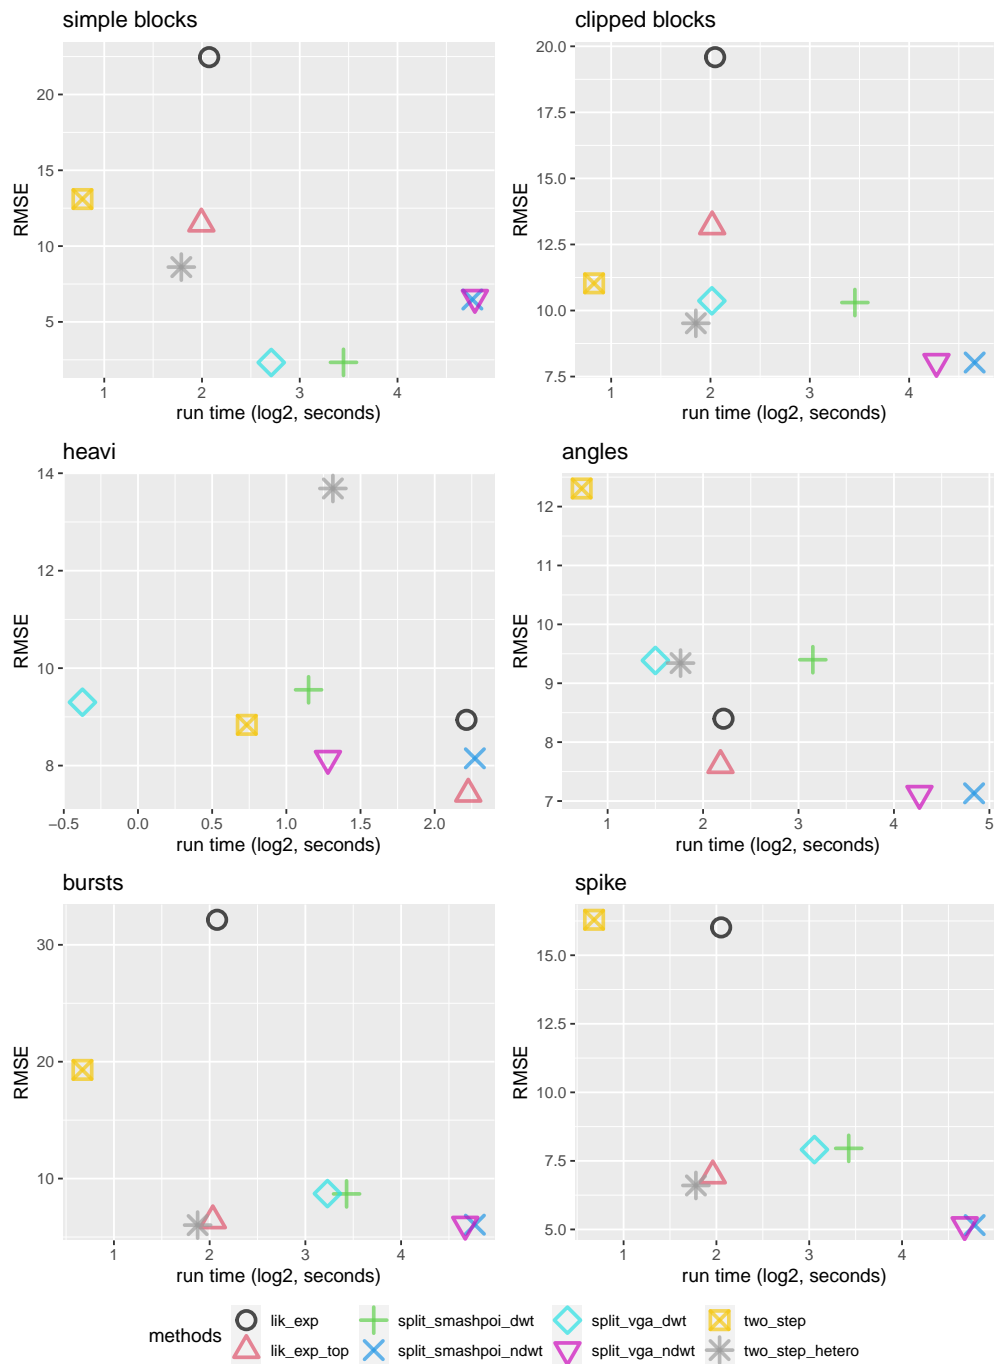 simple blocks
20
15
10
5
RMSE
1 2 3 4
run time (log2, seconds)
clipped blocks
20.0
17.5
15.0
12.5
10.0
7.5
RMSE
1 2 3 4
run time (log2, seconds)
heavi
14
12
10
8
RMSE
−0.5 0.0 0.5 1.0 1.5 2.0
run time (log2, seconds)
angles
12
11
10
9
8
7
RMSE
1 2 3 4 5
run time (log2, seconds)
bursts
30
20
10
RMSE
1 2 3 4
run time (log2, seconds)
spike
15.0
12.5
10.0
7.5
5.0
RMSE
1 2 3 4
run time (log2, seconds)
methods
lik_exp split_smashpoi_dwt split_vga_dwt two_step
lik_exp_top split_smashpoi_ndwt split_vga_ndwt two_step_hetero